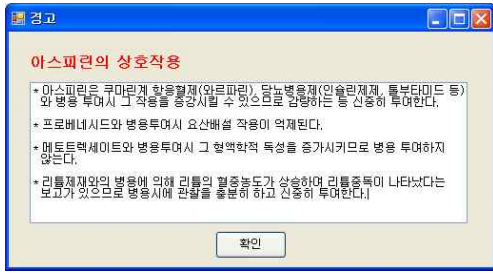 경고
아스피린의 상호작용
* 아스피린은 쿠마린계 항응혈제(와르파린), 당뇨병용제(인슐린제제, 톨부타미드 등)
와 병용 투여시 그 작용을 증강시킬 수 있으므로 감량하는 등 신중히 투여한다.
* 프로베네시드와 병용투여시 요산배설 작용이 억제된다.
* 메토트렉세이트와 병용투여시 그 혈액학적 독성을 증가시키므로 병용 투여하지
않는다.
* 리튬제재와의 병용에 의해 리튬의 혈중농도가 상승하며 리튬중독이 나타났다는
보고가 있으므로 병용시에 관찰을 충분히 하고 신중히 투여한다.
확인